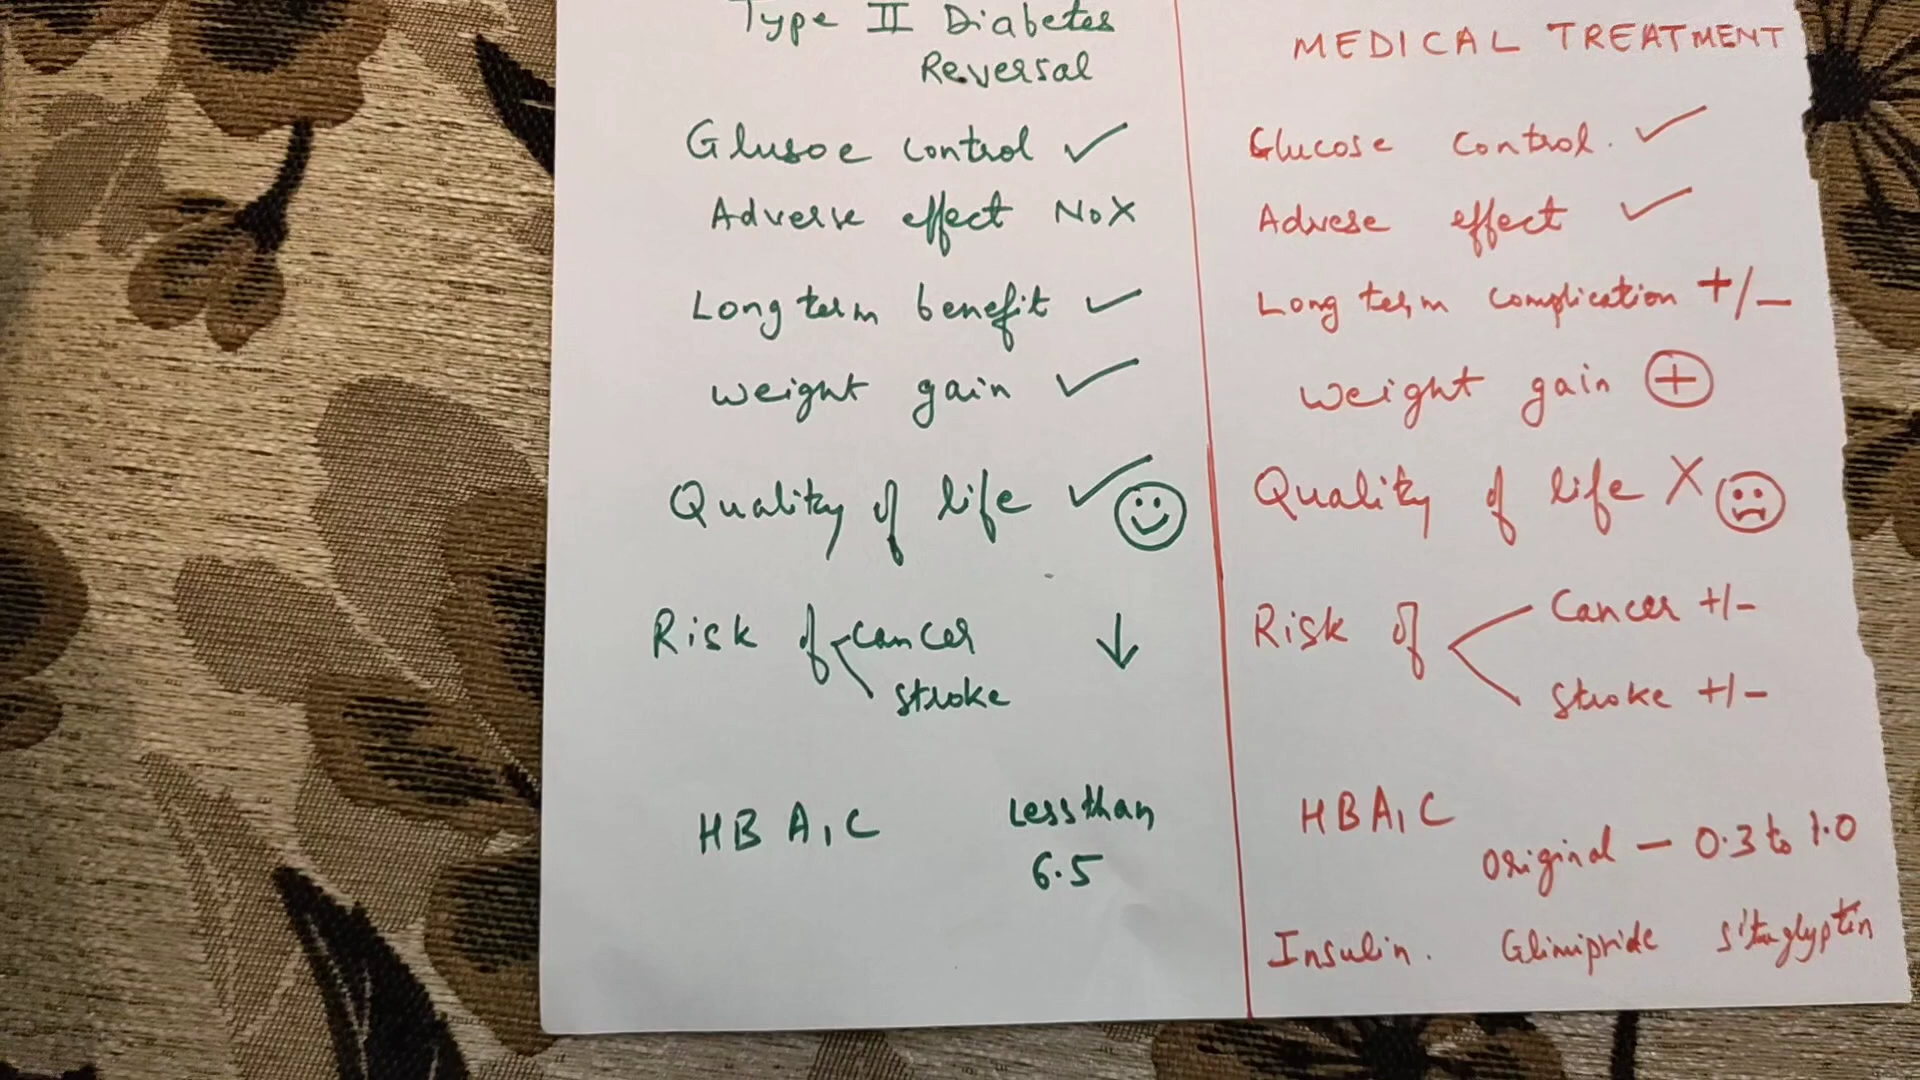 Type II Diabetes
Reversal
Glusoe control ✓
Adverse effect No X
Long term benefit ✓
Weight gain ✓
Quality of life ✓
Risk of cancer ↓
stroke
HB A1C Less than
6.5
MEDICAL TREATMENT
Glucose control. ✓
Advese effect ✓
Long term complication +/-
Weight gain +
Quality of life X
Risk of Cancer +/-
Stroke +/-
HBA1C
Original - 0.3 to 1.0
Insulin. Glimipride sitaglyptin